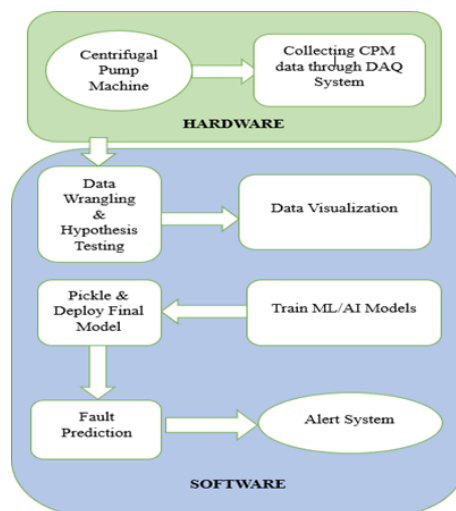 Centrifugal
Pump
Machine
Collecting CPM
data through DAQ
System
HARDWARE
Data
Wrangling
&
Hypothesis
Testing
Data Visualization
Pickle &
Deploy Final
Model
Train ML/AI Models
Fault
Prediction
Alert System
SOFTWARE